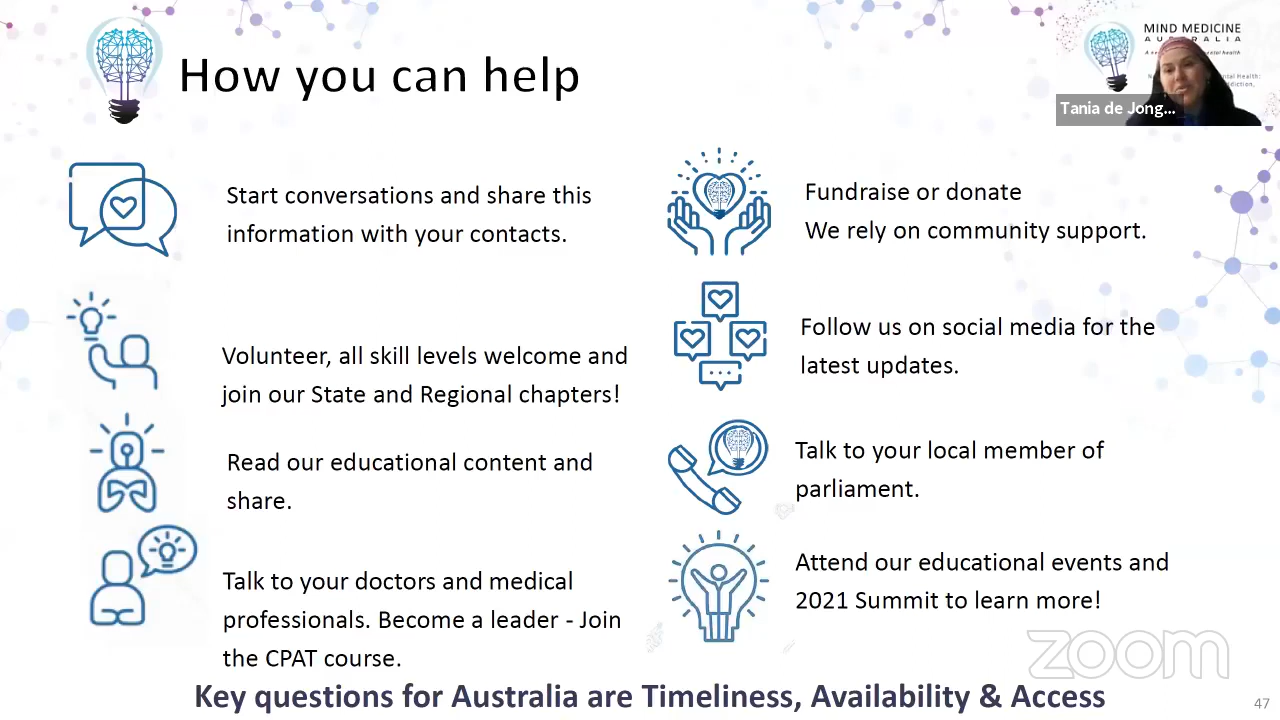 How you can help
MIND MEDICINE
AUSTRALIA
Tania de Jong...
Start conversations and share this
information with your contacts.
Volunteer, all skill levels welcome and
join our State and Regional chapters!
Read our educational content and
share.
Talk to your doctors and medical
professionals. Become a leader - Join
the CPAT course.
Fundraise or donate
We rely on community support.
Follow us on social media for the
latest updates.
Talk to your local member of
parliament.
Attend our educational events and
2021 Summit to learn more!
zoom
Key questions for Australia are Timeliness, Availability & Access
47